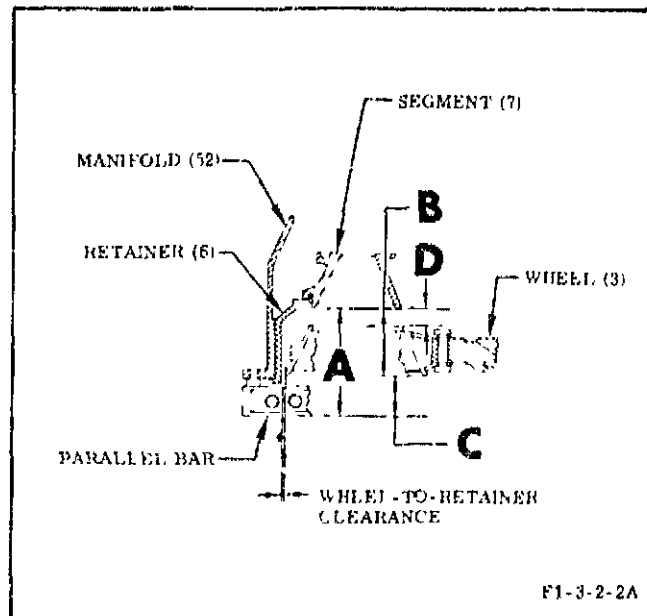 SEGMENT (7)
MANIFOLD (52)
B
RETAINER (6)
D
WHEEL (3)
A
C
PARALLEL BAR
WHEEL-TO-RETAINER
CLEARANCE
F1-3-2-2A